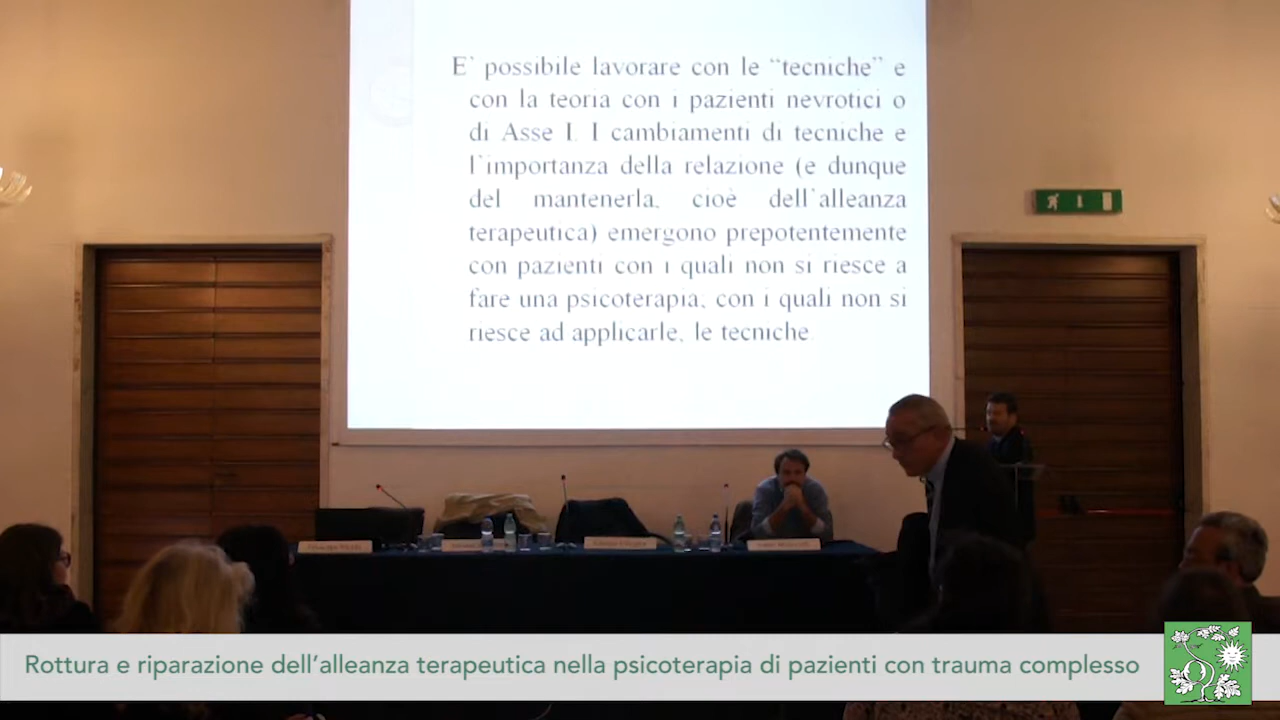 E' possibile lavorare con le "tecniche" e
con la teoria con i pazienti nevrotici o
di Asse I. I cambiamenti di tecniche e
l'importanza della relazione (e dunque
del mantenerla, cioè dell'alleanza
terapeutica) emergono prepotentemente
con pazienti con i quali non si riesce a
fare una psicoterapia; con i quali non si
riesce ad applicarle, le tecniche.
Rottura e riparazione dell'alleanza terapeutica nella psicoterapia di pazienti con trauma complesso